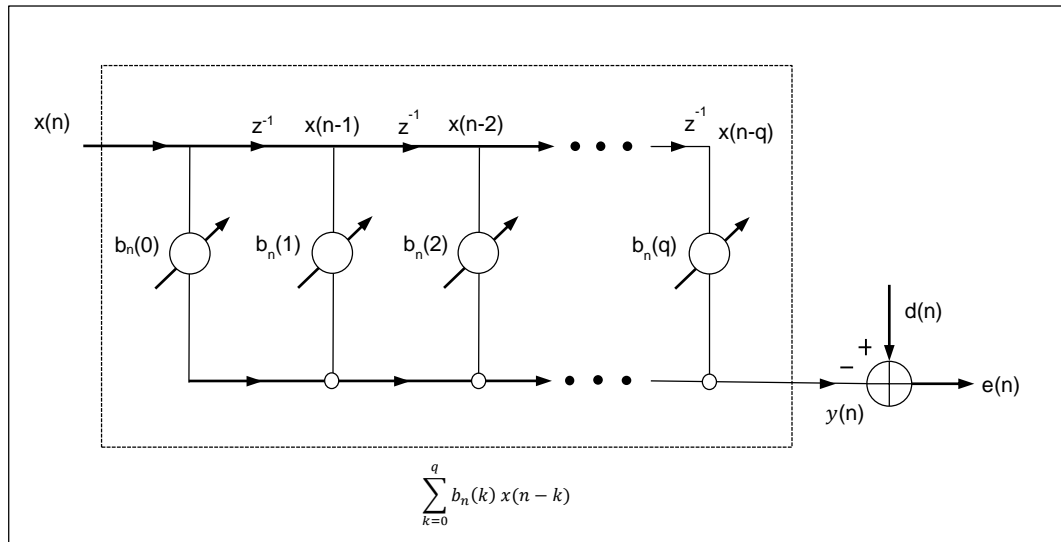 x(n) z⁻¹ x(n-1) z⁻¹ x(n-2) z⁻¹ x(n-q)
bₙ(0) bₙ(1) bₙ(2) bₙ(q)
d(n)
+
−
y(n) e(n)
∑_{k=0}^{q} bₙ(k) x(n − k)